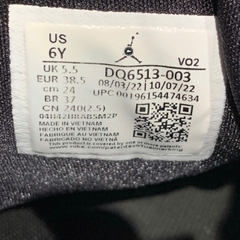 US
6Y VO2
UK 5.5
EUR 38.5
cm 24
BR 37
CN 240(2.5)
DQ6513-003
08/03/22 10/07/22
UPC 00196154474634
MADE IN VIETNAM
HECHO EN VIETNAM
FABRIQUÉ AU VIETNAM
FABRICADO NO VIETNÃ